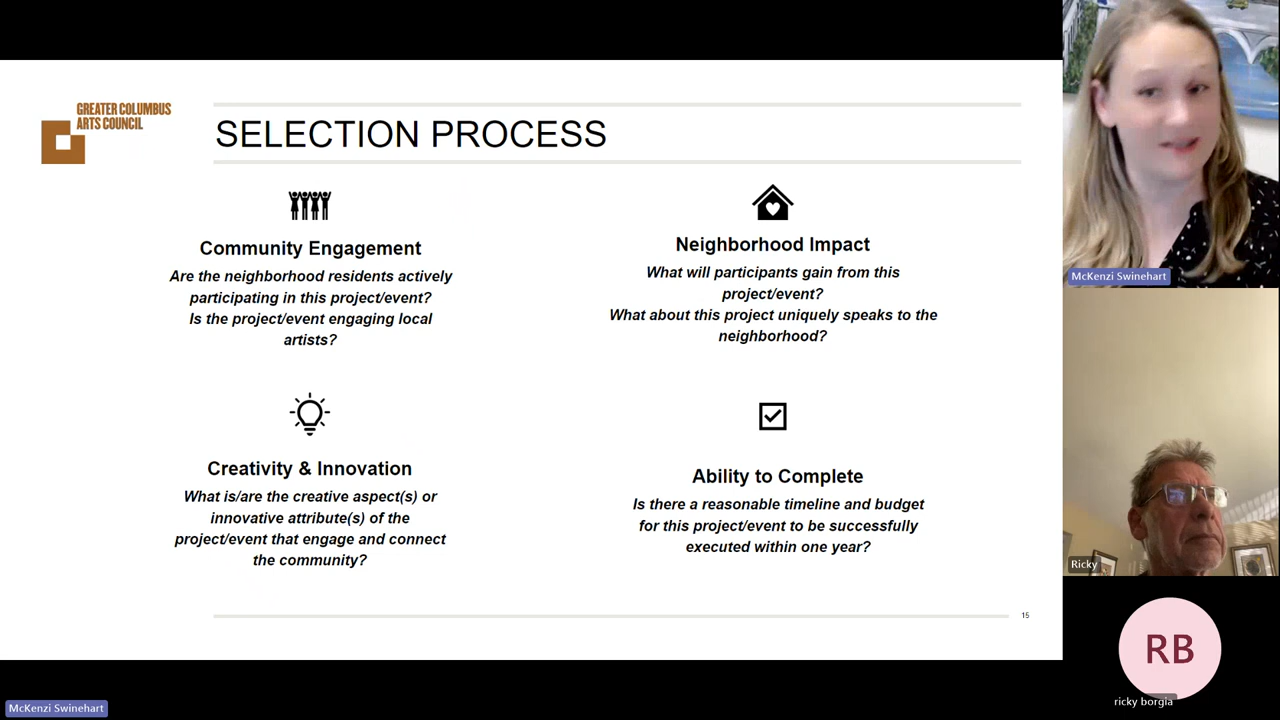 GREATER COLUMBUS
ARTS COUNCIL
SELECTION PROCESS
Community Engagement
Are the neighborhood residents actively
participating in this project/event?
Is the project/event engaging local
artists?
Neighborhood Impact
What will participants gain from this
project/event?
What about this project uniquely speaks to the
neighborhood?
Creativity & Innovation
What is/are the creative aspect(s) or
innovative attribute(s) of the
project/event that engage and connect
the community?
Ability to Complete
Is there a reasonable timeline and budget
for this project/event to be successfully
executed within one year?
15
McKenzi Swinehart
Ricky
RB
ricky borgia
McKenzi Swinehart